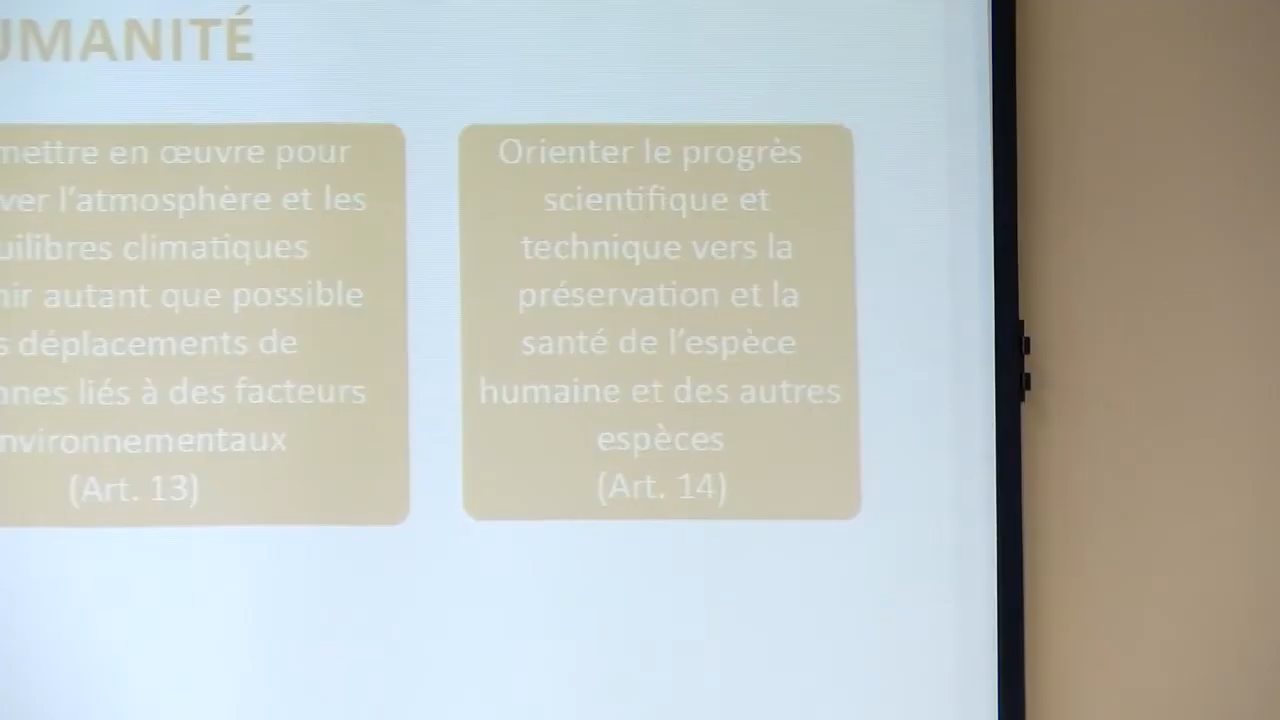 UMANITÉ
mettre en œuvre pour
ver l'atmosphère et les
uilibres climatiques
nir autant que possible
s déplacements de
nnes liés à des facteurs
nvironnementaux
(Art. 13)
Orienter le progrès
scientifique et
technique vers la
préservation et la
santé de l'espèce
humaine et des autres
espèces
(Art. 14)